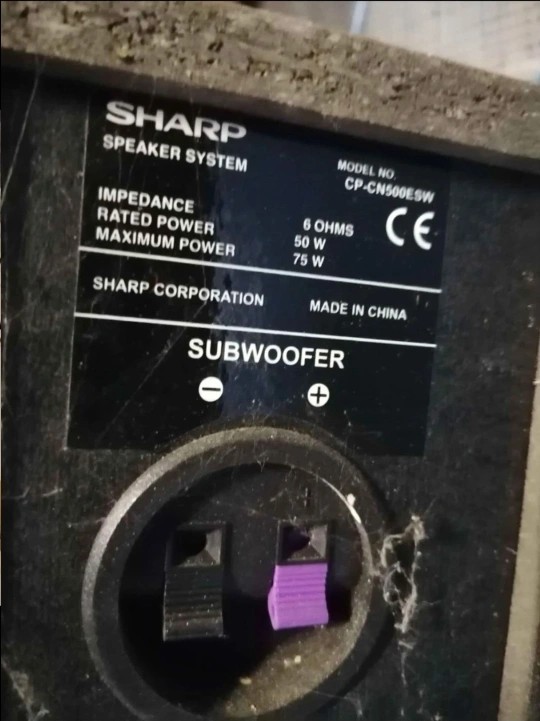 SHARP
SPEAKER SYSTEM
MODEL NO.
CP-CN500ESW
IMPEDANCE 6 OHMS
RATED POWER 50 W
MAXIMUM POWER 75 W
CE
SHARP CORPORATION MADE IN CHINA
SUBWOOFER
- +